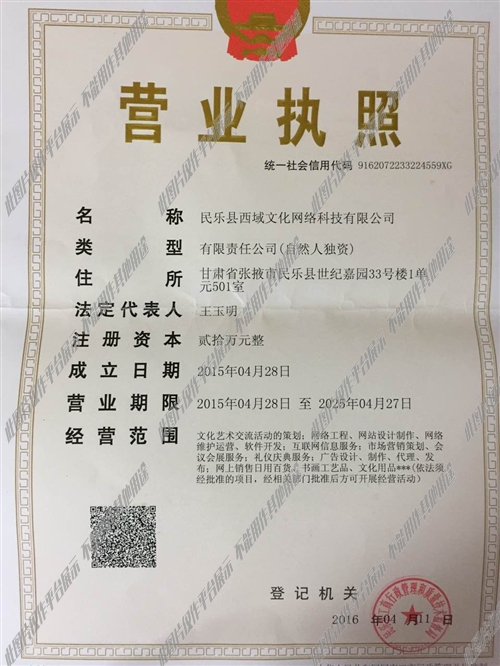 营业执照
统一社会信用代码 9162072233224559XG
名称 民乐县西域文化网络科技有限公司
类型 有限责任公司(自然人独资)
住所 甘肃省张掖市民乐县世纪嘉园33号楼1单
元501室
法定代表人 王玉明
注册资本 贰拾万元整
成立日期 2015年04月28日
营业期限 2015年04月28日 至 2025年04月27日
经营范围 文化艺术交流活动的策划；网络工程、网站设计制作、网络
维护运营、软件开发；互联网信息服务；市场营销策划、会
议会展服务；礼仪庆典服务；广告设计、制作、代理、发
布；网上销售日用百货、书画工艺品、文化用品***(依法须
经批准的项目，经相关部门批准后方可开展经营活动)
登记机关
2016 年 04 月 11 日